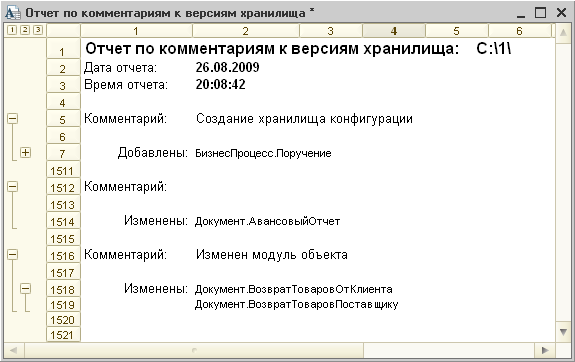 Отчет по комментариям к версиям хранилища *
1 2 3
1 2 3 4 5 6
1 Отчет по комментариям к версиям хранилища: C:\1\
2 Дата отчета: 26.08.2009
3 Время отчета: 20:08:42
4
5 Комментарий: Создание хранилища конфигурации
6
7 Добавлены: БизнесПроцесс.Поручение
1511
1512 Комментарий:
1513
1514 Изменены: Документ.АвансовыйОтчет
1515
1516 Комментарий: Изменен модуль объекта
1517
1518 Изменены: Документ.ВозвратТоваровОтКлиента
1519 Документ.ВозвратТоваровПоставщику
1520
1521